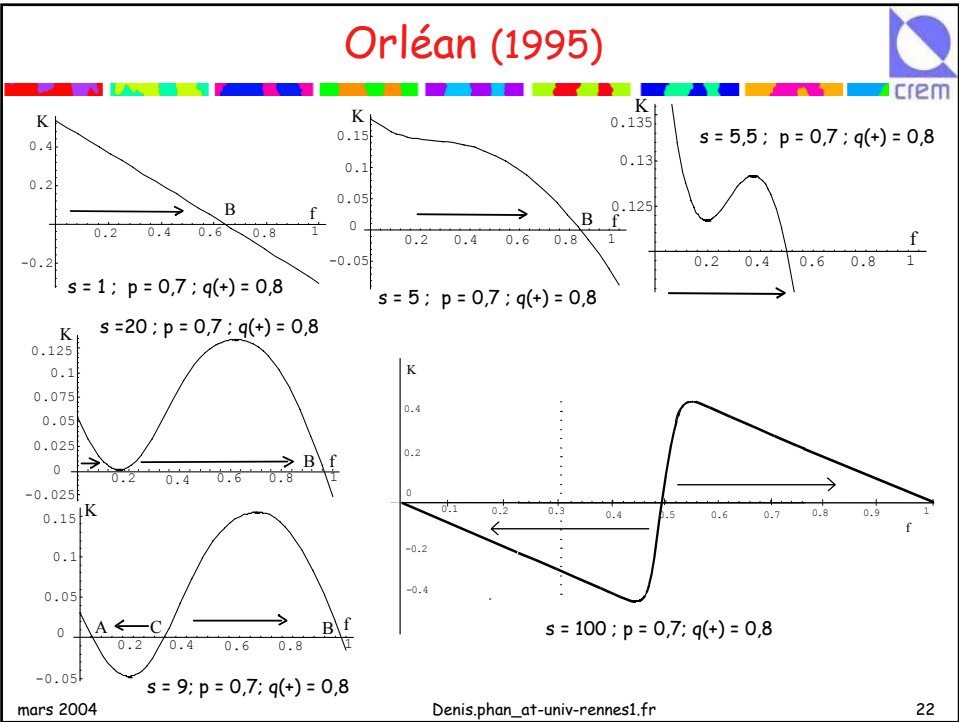 Orléan (1995)
crem
K
0.4
0.2
-0.2
B
f
0.2 0.4 0.6 0.8 1
s = 1 ; p = 0,7 ; q(+) = 0,8
K
0.15
0.1
0.05
0
-0.05
B
f
0.2 0.4 0.6 0.8 1
s = 5 ; p = 0,7 ; q(+) = 0,8
K
0.135
0.13
0.125
s = 5,5 ; p = 0,7 ; q(+) = 0,8
f
0.2 0.4 0.6 0.8 1
s =20 ; p = 0,7 ; q(+) = 0,8
K
0.125
0.1
0.075
0.05
0.025
0
-0.025
B f
0.2 0.4 0.6 0.8 1
K
0.15
0.1
0.05
0
-0.05
A C B f
0.2 0.4 0.6 0.8 1
s = 9; p = 0,7; q(+) = 0,8
K
0.4
0.2
0
-0.2
-0.4
0.1 0.2 0.3 0.4 0.5 0.6 0.7 0.8 0.9 1
f
s = 100 ; p = 0,7; q(+) = 0,8
mars 2004
Denis.phan_at-univ-rennes1.fr
22